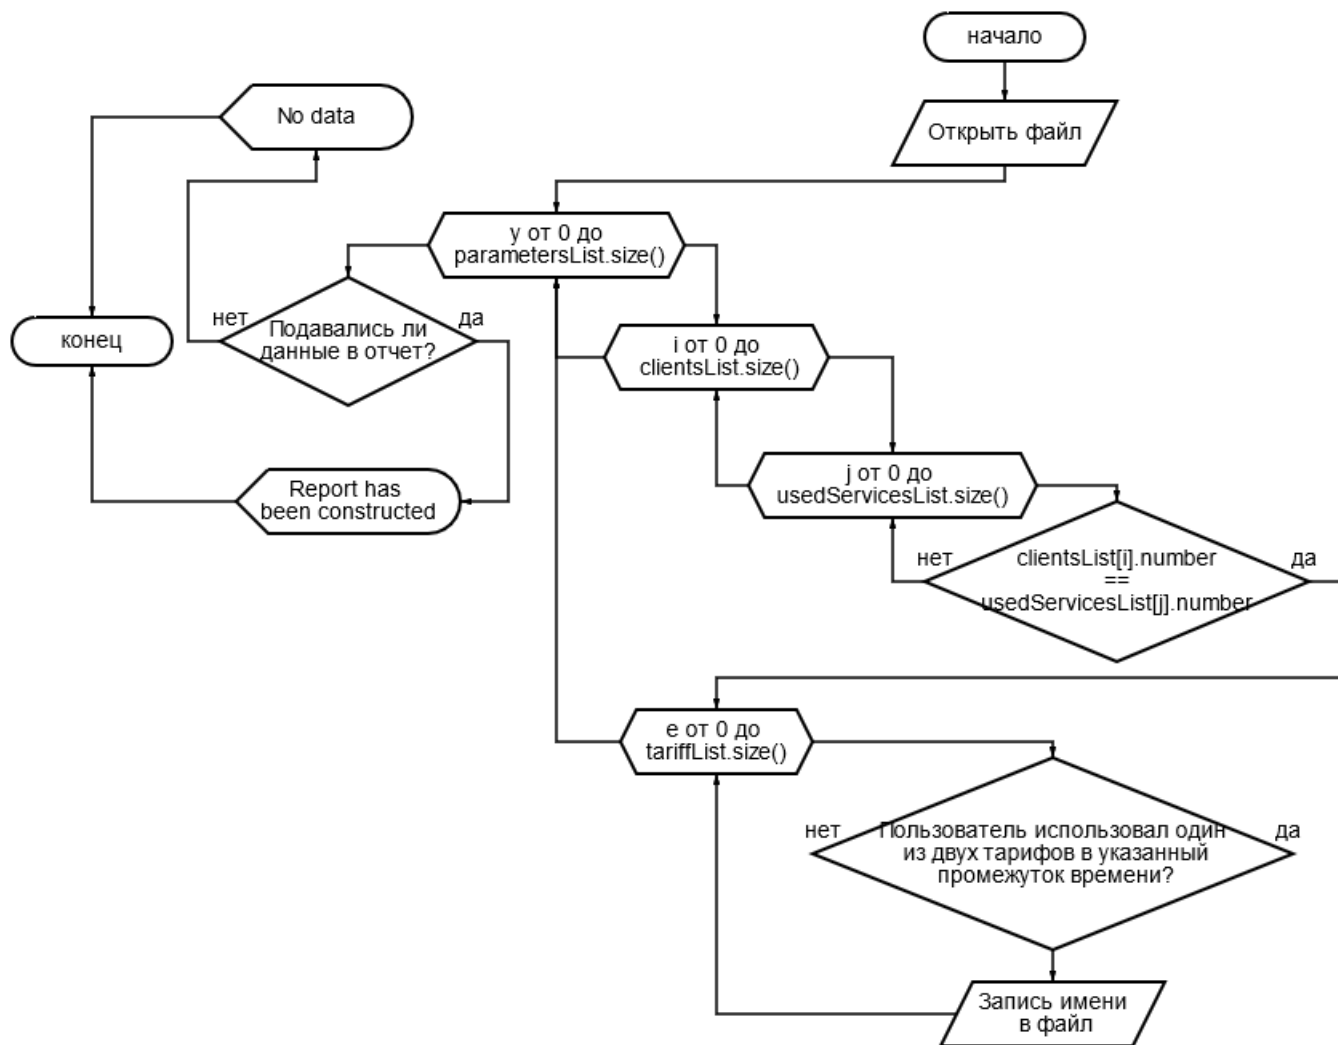 начало
Открыть файл
No data
y от 0 до
parametersList.size()
нет
да
Подавались ли
данные в отчет?
конец
i от 0 до
clientsList.size()
Report has
been constructed
j от 0 до
usedServicesList.size()
нет
да
clientsList[i].number
==
usedServicesList[j].number
e от 0 до
tariffList.size()
нет
да
Пользователь использовал один
из двух тарифов в указанный
промежуток времени?
Запись имени
в файл